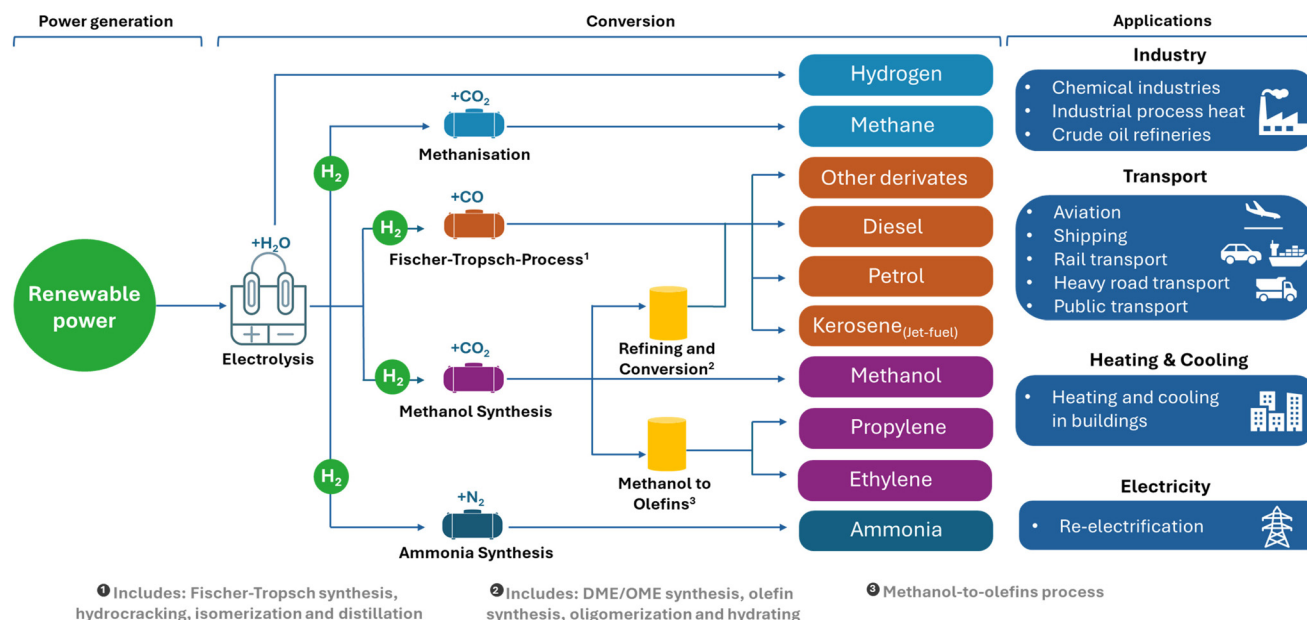 Power generation
Conversion
Applications
Industry
Hydrogen
• Chemical industries
• Industrial process heat
• Crude oil refineries
+CO₂
Methane
Methanisation
H₂
Transport
Other derivates
+CO
• Aviation
• Shipping
• Rail transport
• Heavy road transport
• Public transport
H₂
Diesel
Fischer-Tropsch-Process¹
+H₂O
Petrol
Renewable
power
Electrolysis
Kerosene(Jet-fuel)
Refining and
Conversion²
+CO₂
H₂
Methanol
Methanol Synthesis
Heating & Cooling
• Heating and cooling
in buildings
Propylene
Methanol to
Olefins³
Ethylene
H₂
Electricity
+N₂
Ammonia
• Re-electrification
Ammonia Synthesis
❶ Includes: Fischer-Tropsch synthesis,
hydrocracking, isomerization and distillation
❷ Includes: DME/OME synthesis, olefin
synthesis, oligomerization and hydrating
❸ Methanol-to-olefins process